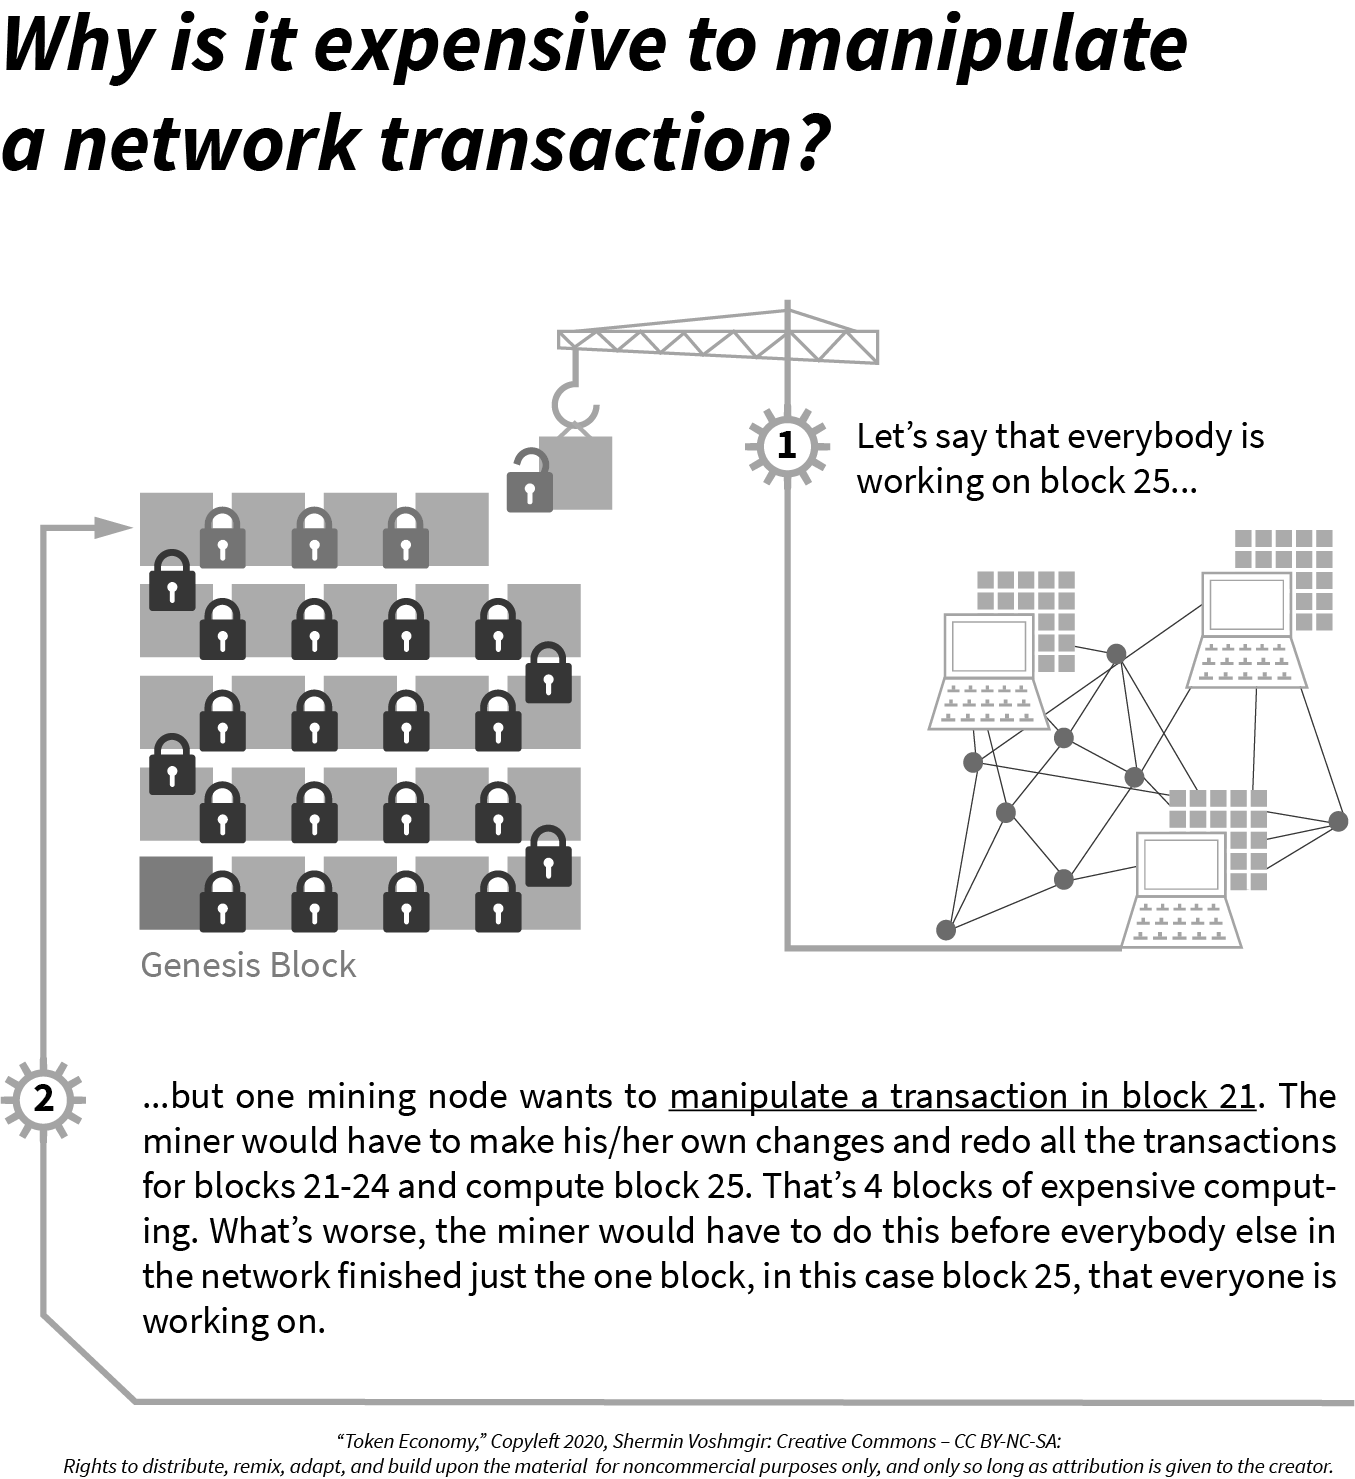 Why is it expensive to manipulate
a network transaction?
1
Let’s say that everybody is
working on block 25...
Genesis Block
2
...but one mining node wants to manipulate a transaction in block 21. The
miner would have to make his/her own changes and redo all the transactions
for blocks 21-24 and compute block 25. That’s 4 blocks of expensive comput-
ing. What’s worse, the miner would have to do this before everybody else in
the network finished just the one block, in this case block 25, that everyone is
working on.
“Token Economy,” Copyleft 2020, Shermin Voshmgir: Creative Commons – CC BY-NC-SA:
Rights to distribute, remix, adapt, and build upon the material for noncommercial purposes only, and only so long as attribution is given to the creator.